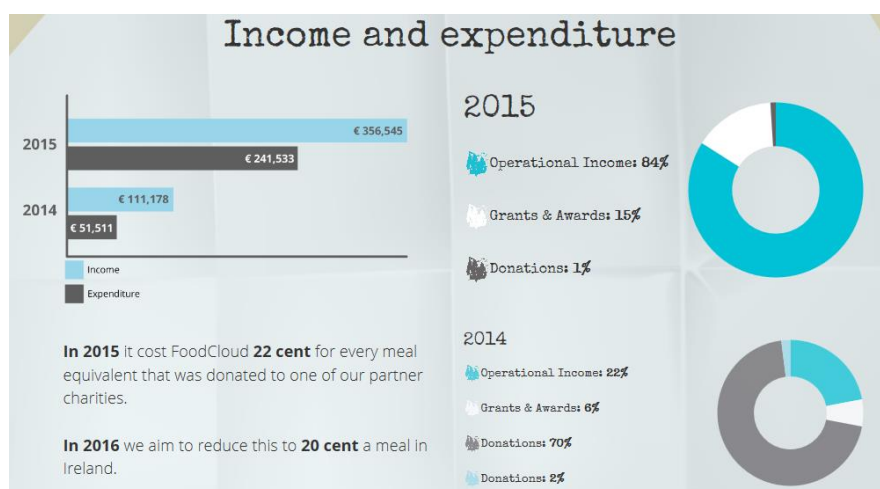 Income and expenditure
2015
€ 356,545
€ 241,533
2014
€ 111,178
€ 51,511
Income
Expenditure
In 2015 it cost FoodCloud 22 cent for every meal
equivalent that was donated to one of our partner
charities.
In 2016 we aim to reduce this to 20 cent a meal in
Ireland.
2015
Operational Income: 84%
Grants & Awards: 15%
Donations: 1%
2014
Operational Income: 22%
Grants & Awards: 6%
Donations: 70%
Donations: 2%